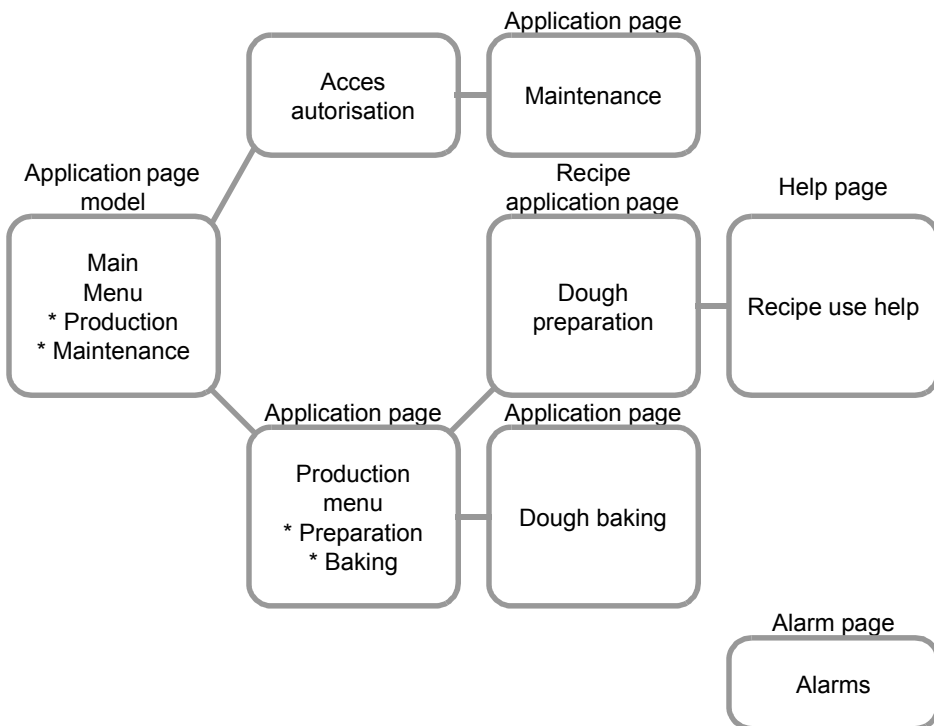 Application page
Acces
autorisation
Maintenance
Application page
model
Main
Menu
* Production
* Maintenance
Recipe
application page
Dough
preparation
Help page
Recipe use help
Application page
Production
menu
* Preparation
* Baking
Application page
Dough baking
Alarm page
Alarms